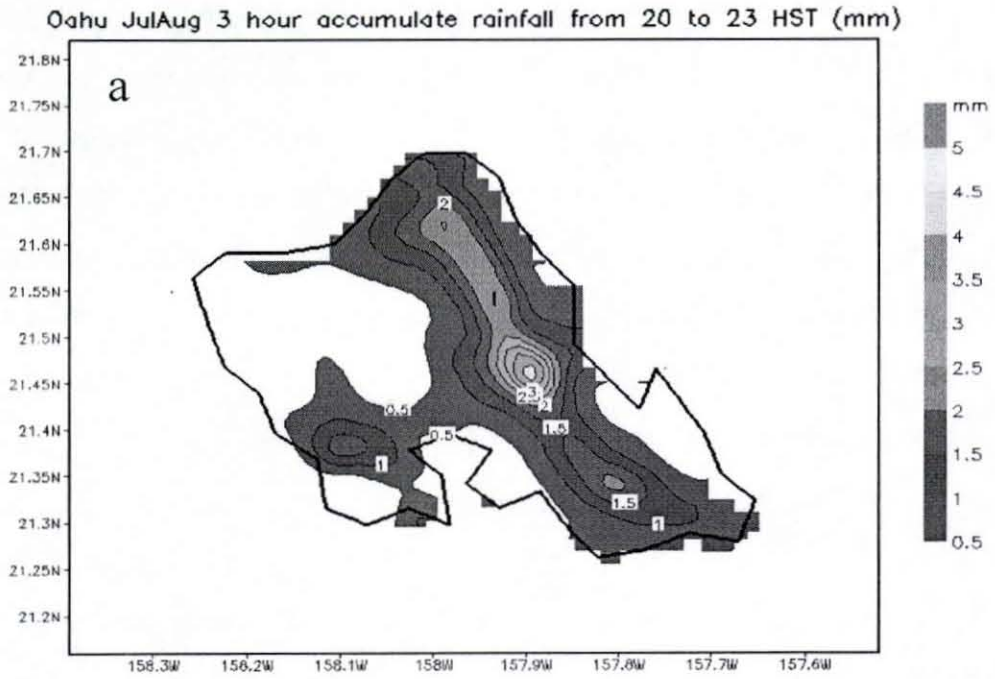 Oahu JulAug 3 hour accumulate rainfall from 20 to 23 HST (mm)
a
21.8N
21.75N
21.7N
21.65N
21.6N
21.55N
21.5N
21.45N
21.4N
21.35N
21.3N
21.25N
21.2N
158.3W 158.2W 158.1W 158W 157.9W 157.8W 157.7W 157.6W
2
0.5
0.5
1
2
1.5
1.5
1
mm
5
4.5
4
3.5
3
2.5
2
1.5
1
0.5